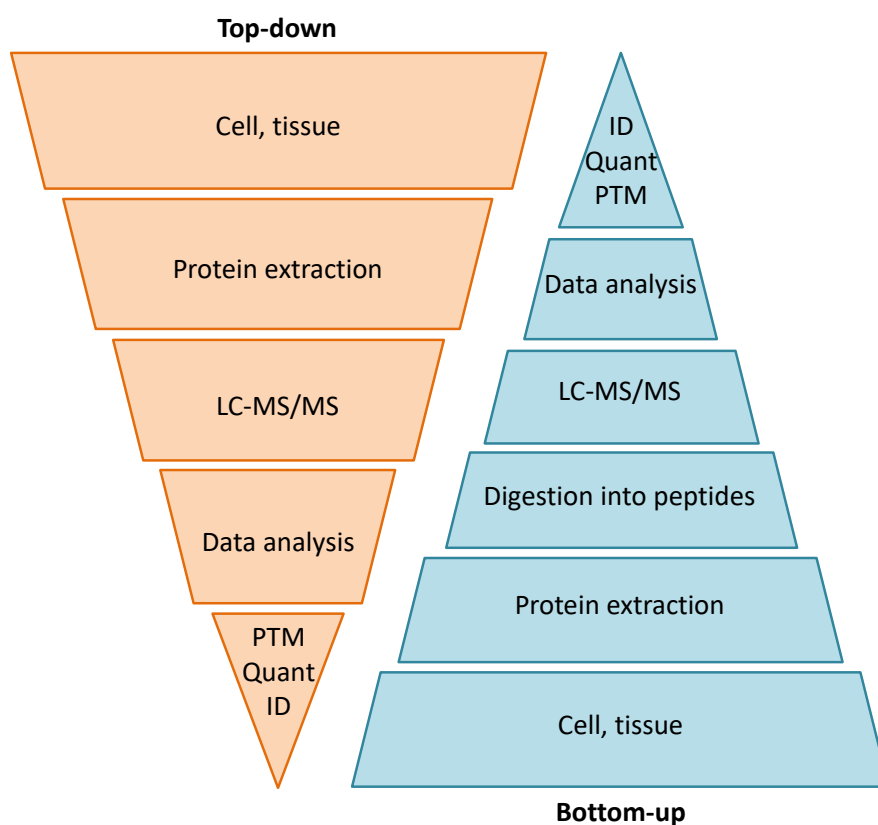 Top-down
Cell, tissue
Protein extraction
LC-MS/MS
Data analysis
PTM
Quant
ID
ID
Quant
PTM
Data analysis
LC-MS/MS
Digestion into peptides
Protein extraction
Cell, tissue
Bottom-up